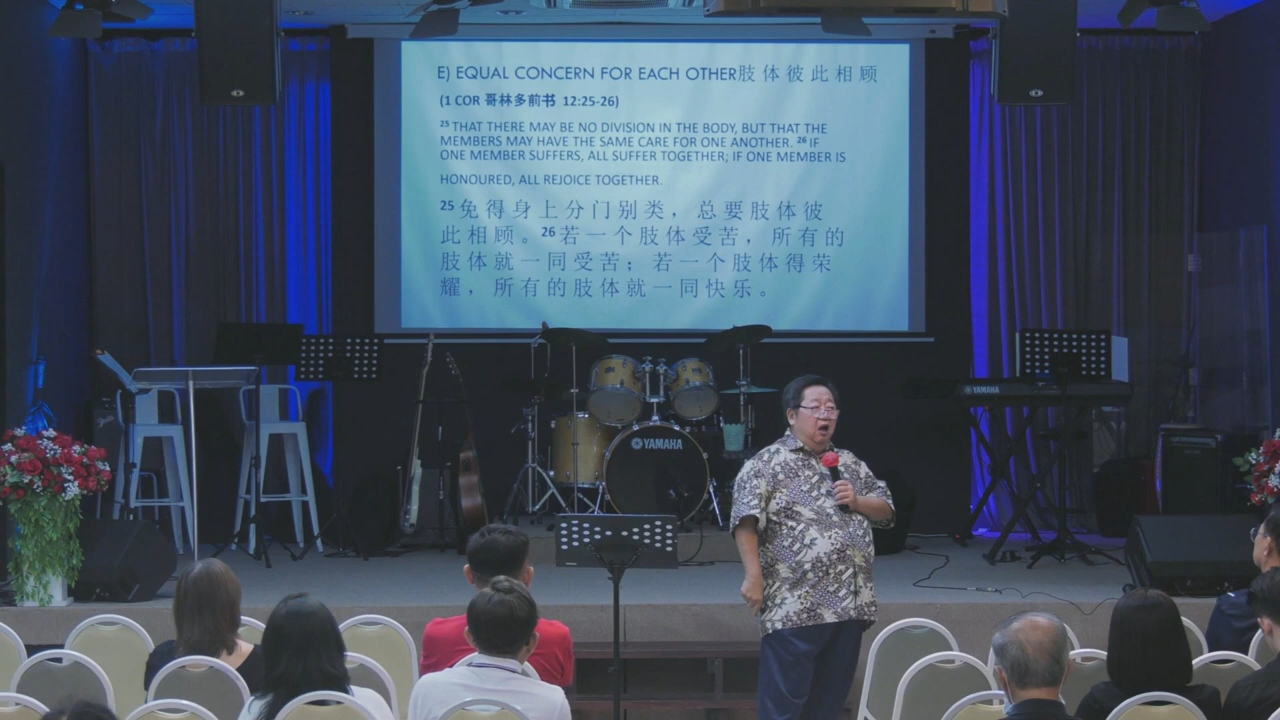 E) EQUAL CONCERN FOR EACH OTHER肢体彼此相顾
(1 COR 哥林多前书 12:25-26)
25 THAT THERE MAY BE NO DIVISION IN THE BODY, BUT THAT THE
MEMBERS MAY HAVE THE SAME CARE FOR ONE ANOTHER. 26 IF
ONE MEMBER SUFFERS, ALL SUFFER TOGETHER; IF ONE MEMBER IS
HONOURED, ALL REJOICE TOGETHER.
25 免得身上分门别类，总要肢体彼
此相顾。26 若一个肢体受苦，所有的
肢体就一同受苦；若一个肢体得荣
耀，所有的肢体就一同快乐。
YAMAHA
YAMAHA